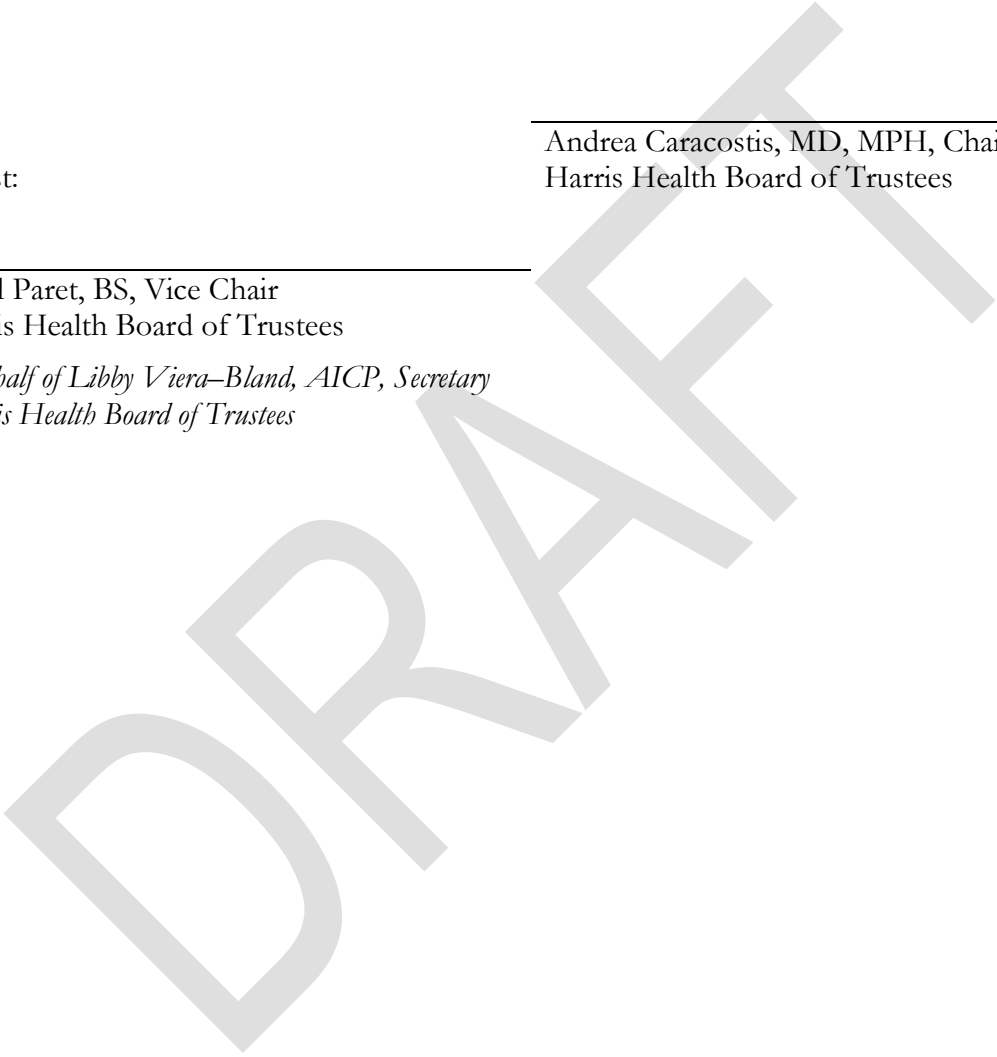 Andrea Caracostis, MD, MPH, Chai
st:
Harris Health Board of Trustees
l Paret, BS, Vice Chair
is Health Board of Trustees
half of Libby Viera–Bland, AICP, Secretary
is Health Board of Trustees
DRAFT